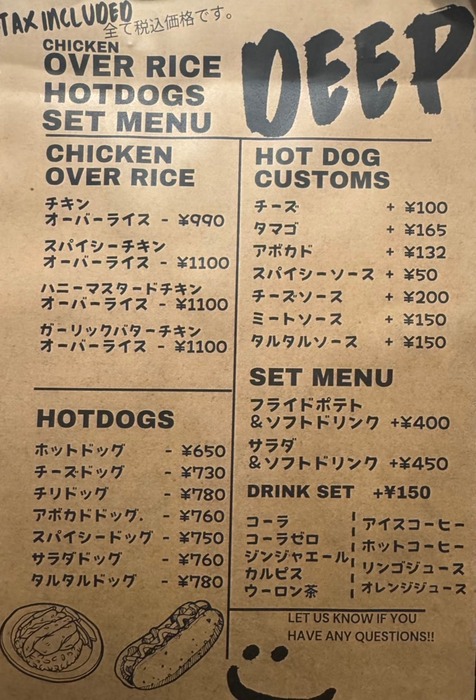 TAX INCLUDED
全て税込価格です。
DEEP
CHICKEN
OVER RICE
HOTDOGS
SET MENU
CHICKEN
OVER RICE
チキン
オーバーライス - ¥990
スパイシーチキン
オーバーライス - ¥1100
ハニーマスタードチキン
オーバーライス - ¥1100
ガーリックバターチキン
オーバーライス - ¥1100
HOTDOGS
ホットドッグ - ¥650
チーズドッグ - ¥730
チリドッグ - ¥780
アボカドドッグ. - ¥760
スパイシードッグ - ¥750
サラダドッグ - ¥760
タルタルドッグ - ¥780
HOT DOG
CUSTOMS
チーズ + ¥100
タマゴ + ¥165
アボカド + ¥132
スパイシーソース + ¥50
チーズソース + ¥200
ミートソース + ¥150
タルタルソース + ¥150
SET MENU
フライドポテト
&ソフトドリンク +¥400
サラダ
&ソフトドリンク +¥450
DRINK SET +¥150
コーラ
コーラゼロ
ジンジャエール
カルピス
ウーロン茶
アイスコーヒー
ホットコーヒー
リンゴジュース
オレンジジュース
LET US KNOW IF YOU
HAVE ANY QUESTIONS!!